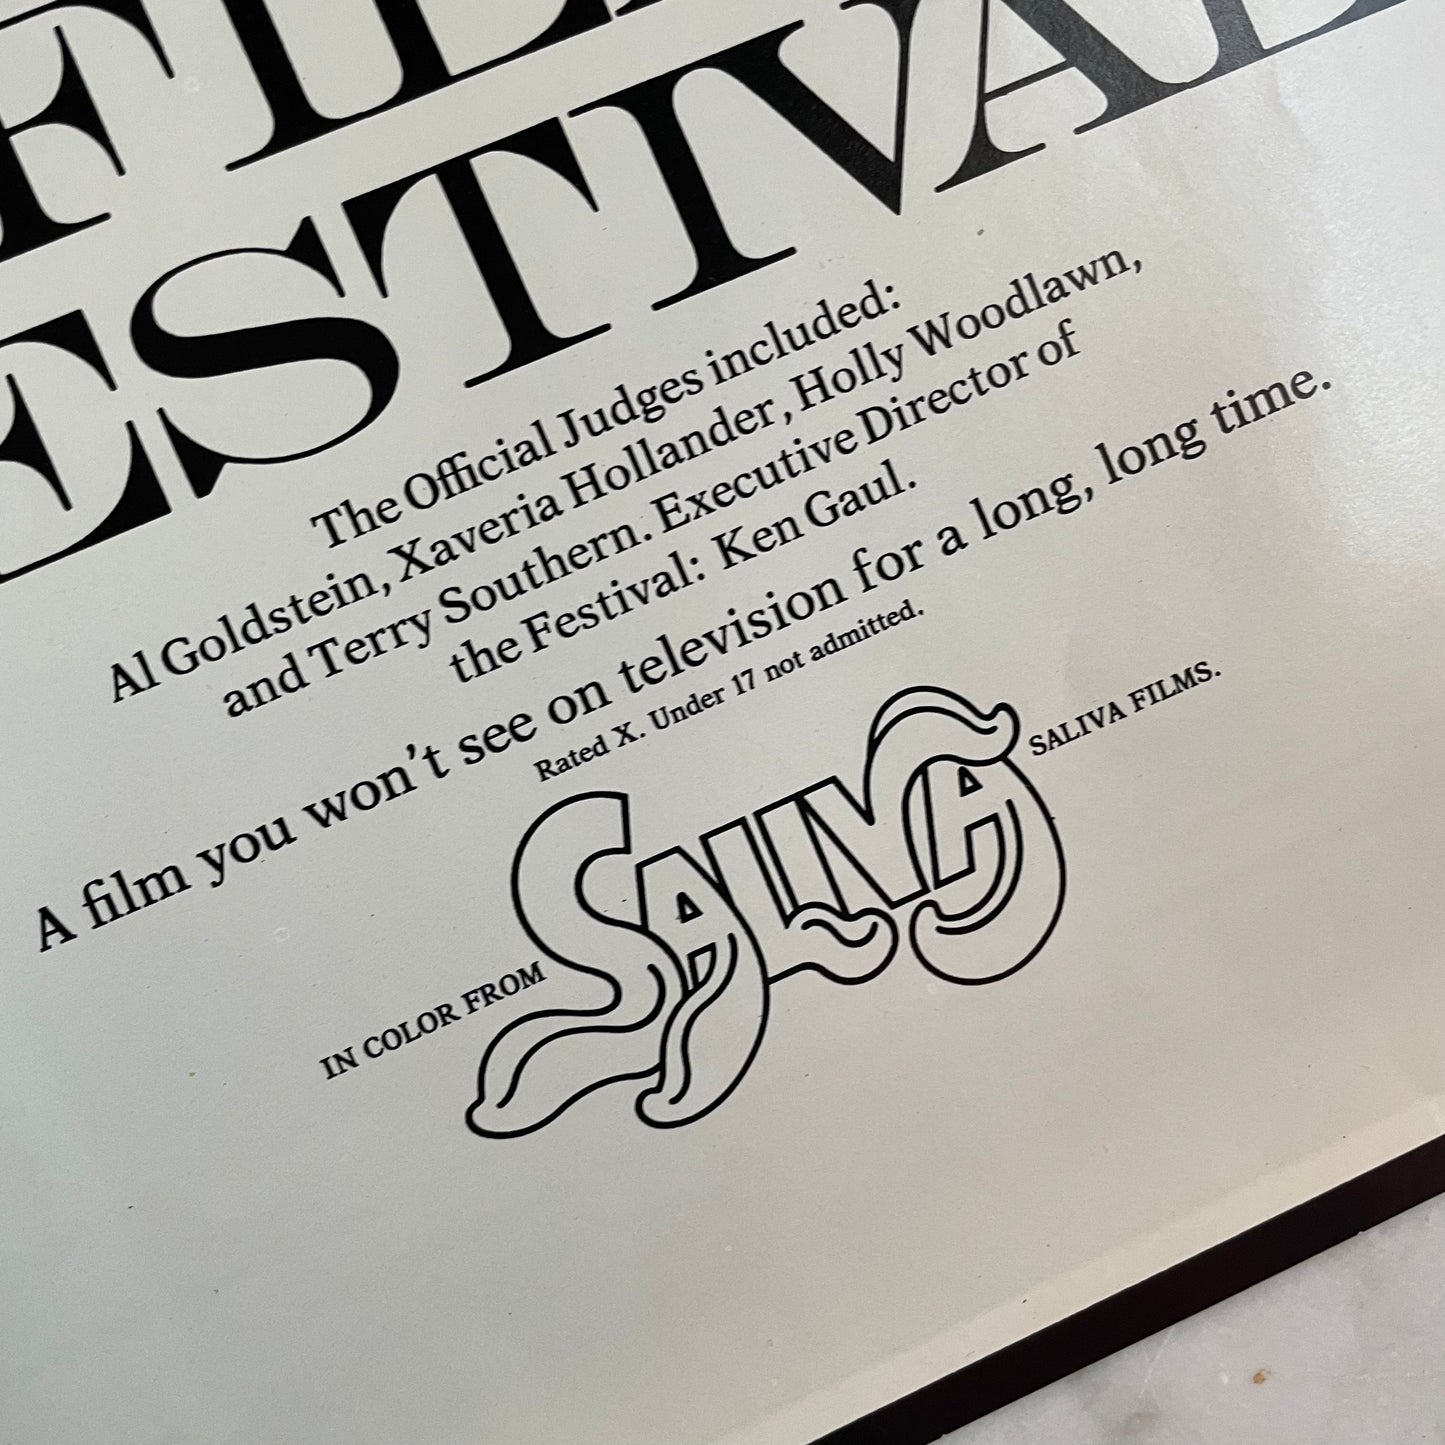 FIL
ESTIVAL
The Official Judges included:
Al Goldstein, Xaveria Hollander, Holly Woodlawn,
and Terry Southern. Executive Director of
the Festival: Ken Gaul.
A film you won't see on television for a long, long time.
Rated X. Under 17 not admitted.
IN COLOR FROM SALIVA SALIVA FILMS.